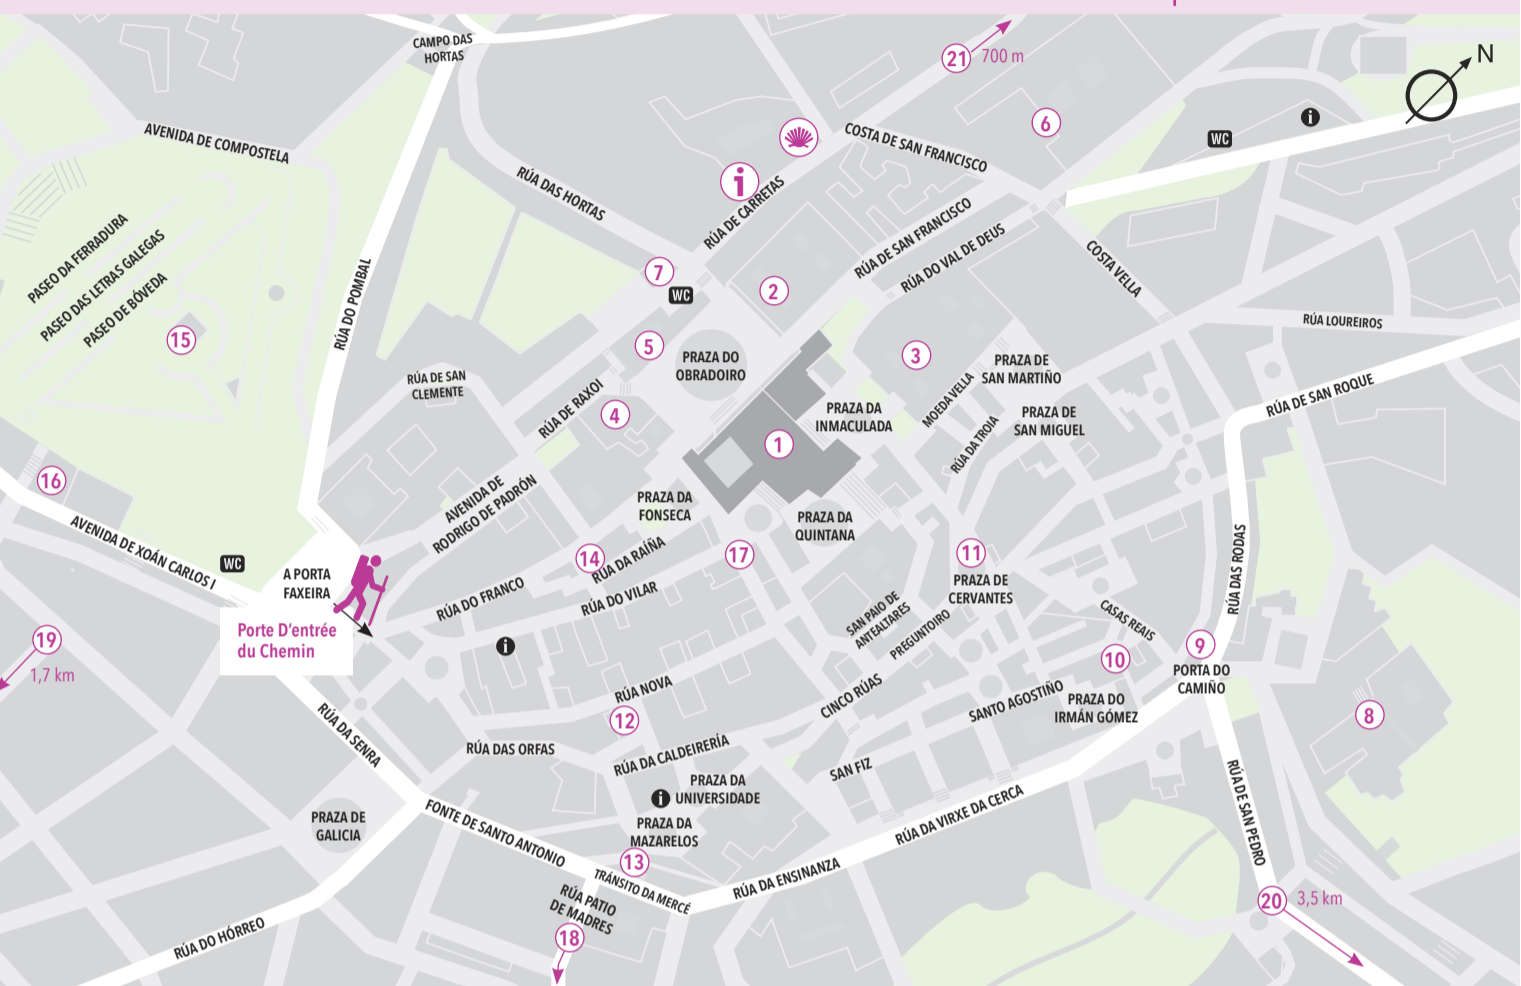 CAMPO DAS
HORTAS
21 700 m
N
6
i
WC
AVENIDA DE COMPOSTELA
COSTA DE SAN FRANCISCO
i
RÚA DAS HORTAS
RÚA DE CARRETAS
RÚA DE SAN FRANCISCO
RÚA DO VAL DE DEUS
COSTA VELLA
PASEO DA FERRADURA
PASEO DAS LETRAS GALEGAS
PASEO DE BÓVEDA
RÚA DO POMBAL
7
WC
2
15
5
PRAZA DO
OBRADOIRO
3
RÚA LOUREIROS
PRAZA DE
SAN MARTIÑO
RÚA DE SAN
CLEMENTE
RÚA DE RAXOI
4
PRAZA DA
INMACULADA
MOEDA VELLA
RÚA DA TROIA
PRAZA DE
SAN MIGUEL
RÚA DE SAN ROQUE
1
16
AVENIDA DE
RODRIGO DE PADRÓN
PRAZA DA
FONSECA
PRAZA DA
QUINTANA
AVENIDA DE XOÁN CARLOS I
WC
A PORTA
FAXEIRA
Porte D'entrée
du Chemin
14
RÚA DA RAÍÑA
17
11
PRAZA DE
CERVANTES
RÚA DAS RODAS
RÚA DO FRANCO
RÚA DO VILAR
SAN PAIO DE
ANTEALTARES
PREGUNTOIRO
CASAS REAIS
19
1,7 km
i
10
9
PORTA DO
CAMIÑO
RÚA NOVA
12
CINCO RÚAS
SANTO AGOSTIÑO
PRAZA DO
IRMÁN GÓMEZ
8
RÚA DA SENRA
RÚA DAS ORFAS
RÚA DA CALDEIRERÍA
SAN FIZ
PRAZA DE
GALICIA
FONTE DE SANTO ANTONIO
i
PRAZA DA
UNIVERSIDADE
PRAZA DA
MAZARELOS
RÚA DA VIRXE DA CERCA
RÚA DE SAN PEDRO
13
TRÁNSITO DA MERCÉ
RÚA DA ENSINANZA
RÚA PATIO
DE MADRES
20 3,5 km
RÚA DO HÓRREO
18